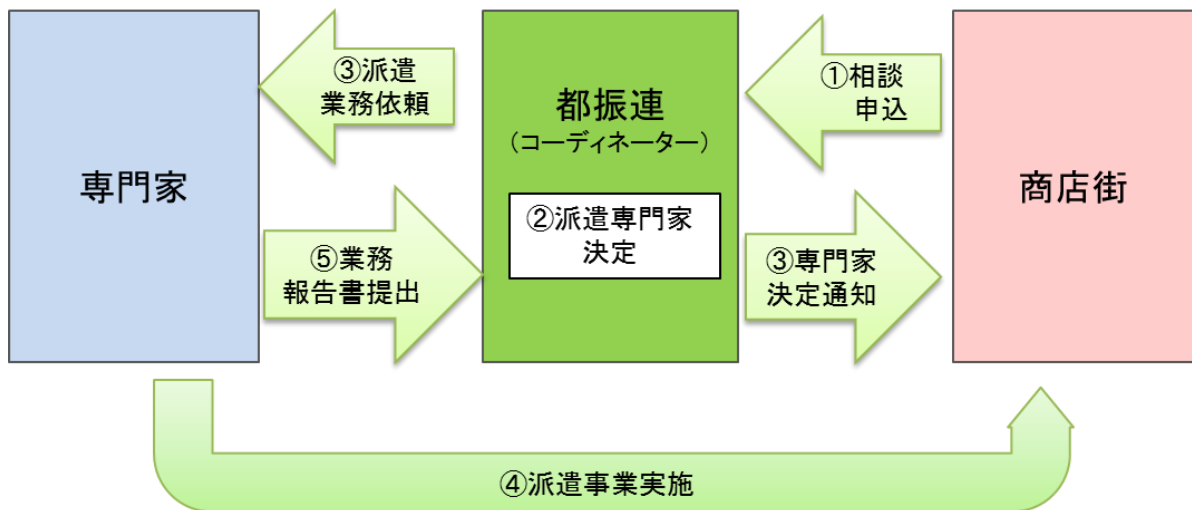 専門家
③派遣
業務依頼
⑤業務
報告書提出
都振連
（コーディネーター）
②派遣専門家
決定
①相談
申込
③専門家
決定通知
商店街
④派遣事業実施